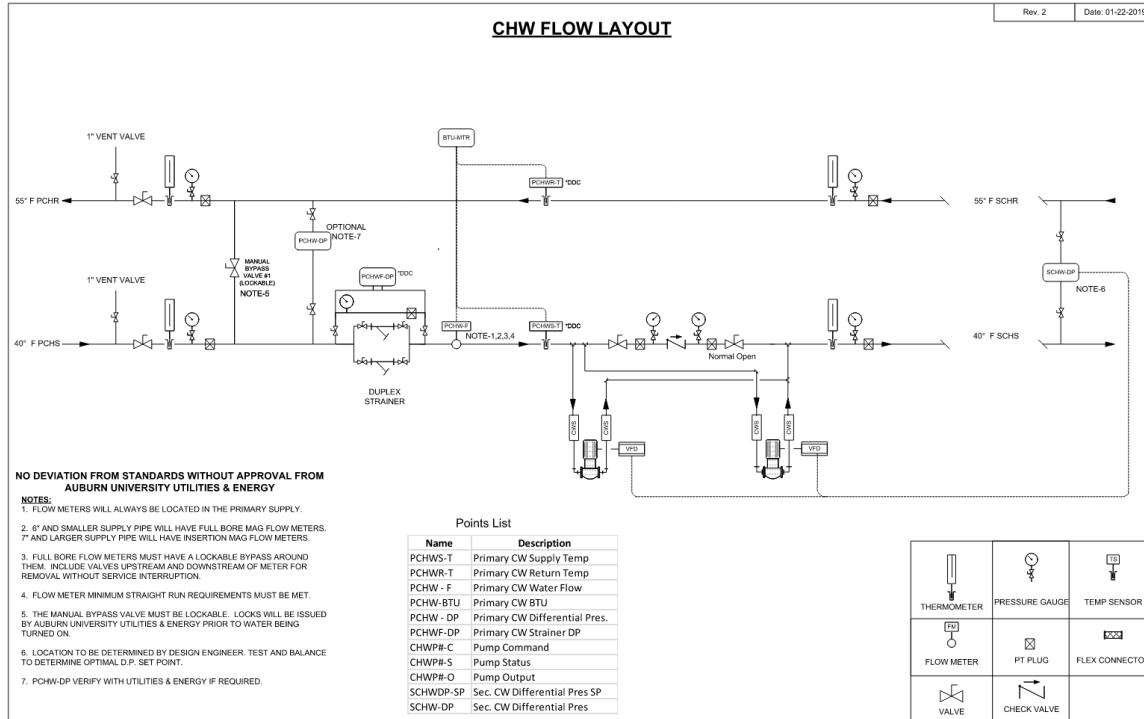 Rev. 2
Date: 01-22-2019
CHW FLOW LAYOUT
1" VENT VALVE
BTU-MTR
PCHWR-T
*DDC
55° F PCHR
55° F SCHR
OPTIONAL
NOTE-7
PCHW-DP
MANUAL
BYPASS
VALVE #1
(LOCKABLE)
NOTE-5
PCHWF-DP
*DDC
SCHW-DP
NOTE-6
1" VENT VALVE
PCHW-F
NOTE-1,2,3,4
PCHWS-T
*DDC
40° F PCHS
40° F SCHS
Normal Open
DUPLEX
STRAINER
CWS
CWS
VFD
CWS
CWS
VFD
NO DEVIATION FROM STANDARDS WITHOUT APPROVAL FROM
AUBURN UNIVERSITY UTILITIES & ENERGY
NOTES:
1. FLOW METERS WILL ALWAYS BE LOCATED IN THE PRIMARY SUPPLY.
2. 6" AND SMALLER SUPPLY PIPE WILL HAVE FULL BORE MAG FLOW METERS.
7" AND LARGER SUPPLY PIPE WILL HAVE INSERTION MAG FLOW METERS.
3. FULL BORE FLOW METERS MUST HAVE A LOCKABLE BYPASS AROUND
THEM. INCLUDE VALVES UPSTREAM AND DOWNSTREAM OF METER FOR
REMOVAL WITHOUT SERVICE INTERRUPTION.
4. FLOW METER MINIMUM STRAIGHT RUN REQUIREMENTS MUST BE MET.
5. THE MANUAL BYPASS VALVE MUST BE LOCKABLE. LOCKS WILL BE ISSUED
BY AUBURN UNIVERSITY UTILITIES & ENERGY PRIOR TO WATER BEING
TURNED ON.
6. LOCATION TO BE DETERMINED BY DESIGN ENGINEER. TEST AND BALANCE
TO DETERMINE OPTIMAL D.P. SET POINT.
7. PCHW-DP VERIFY WITH UTILITIES & ENERGY IF REQUIRED.
Points List
Name Description
PCHWS-T Primary CW Supply Temp
PCHWR-T Primary CW Return Temp
PCHW - F Primary CW Water Flow
PCHW-BTU Primary CW BTU
PCHW - DP Primary CW Differential Pres.
PCHWF-DP Primary CW Strainer DP
CHWP#-C Pump Command
CHWP#-S Pump Status
CHWP#-O Pump Output
SCHWDP-SP Sec. CW Differential Pres SP
SCHW-DP Sec. CW Differential Pres
THERMOMETER
PRESSURE GAUGE
TS
TEMP SENSOR
FM
FLOW METER
PT PLUG
FLEX CONNECTO
VALVE
CHECK VALVE